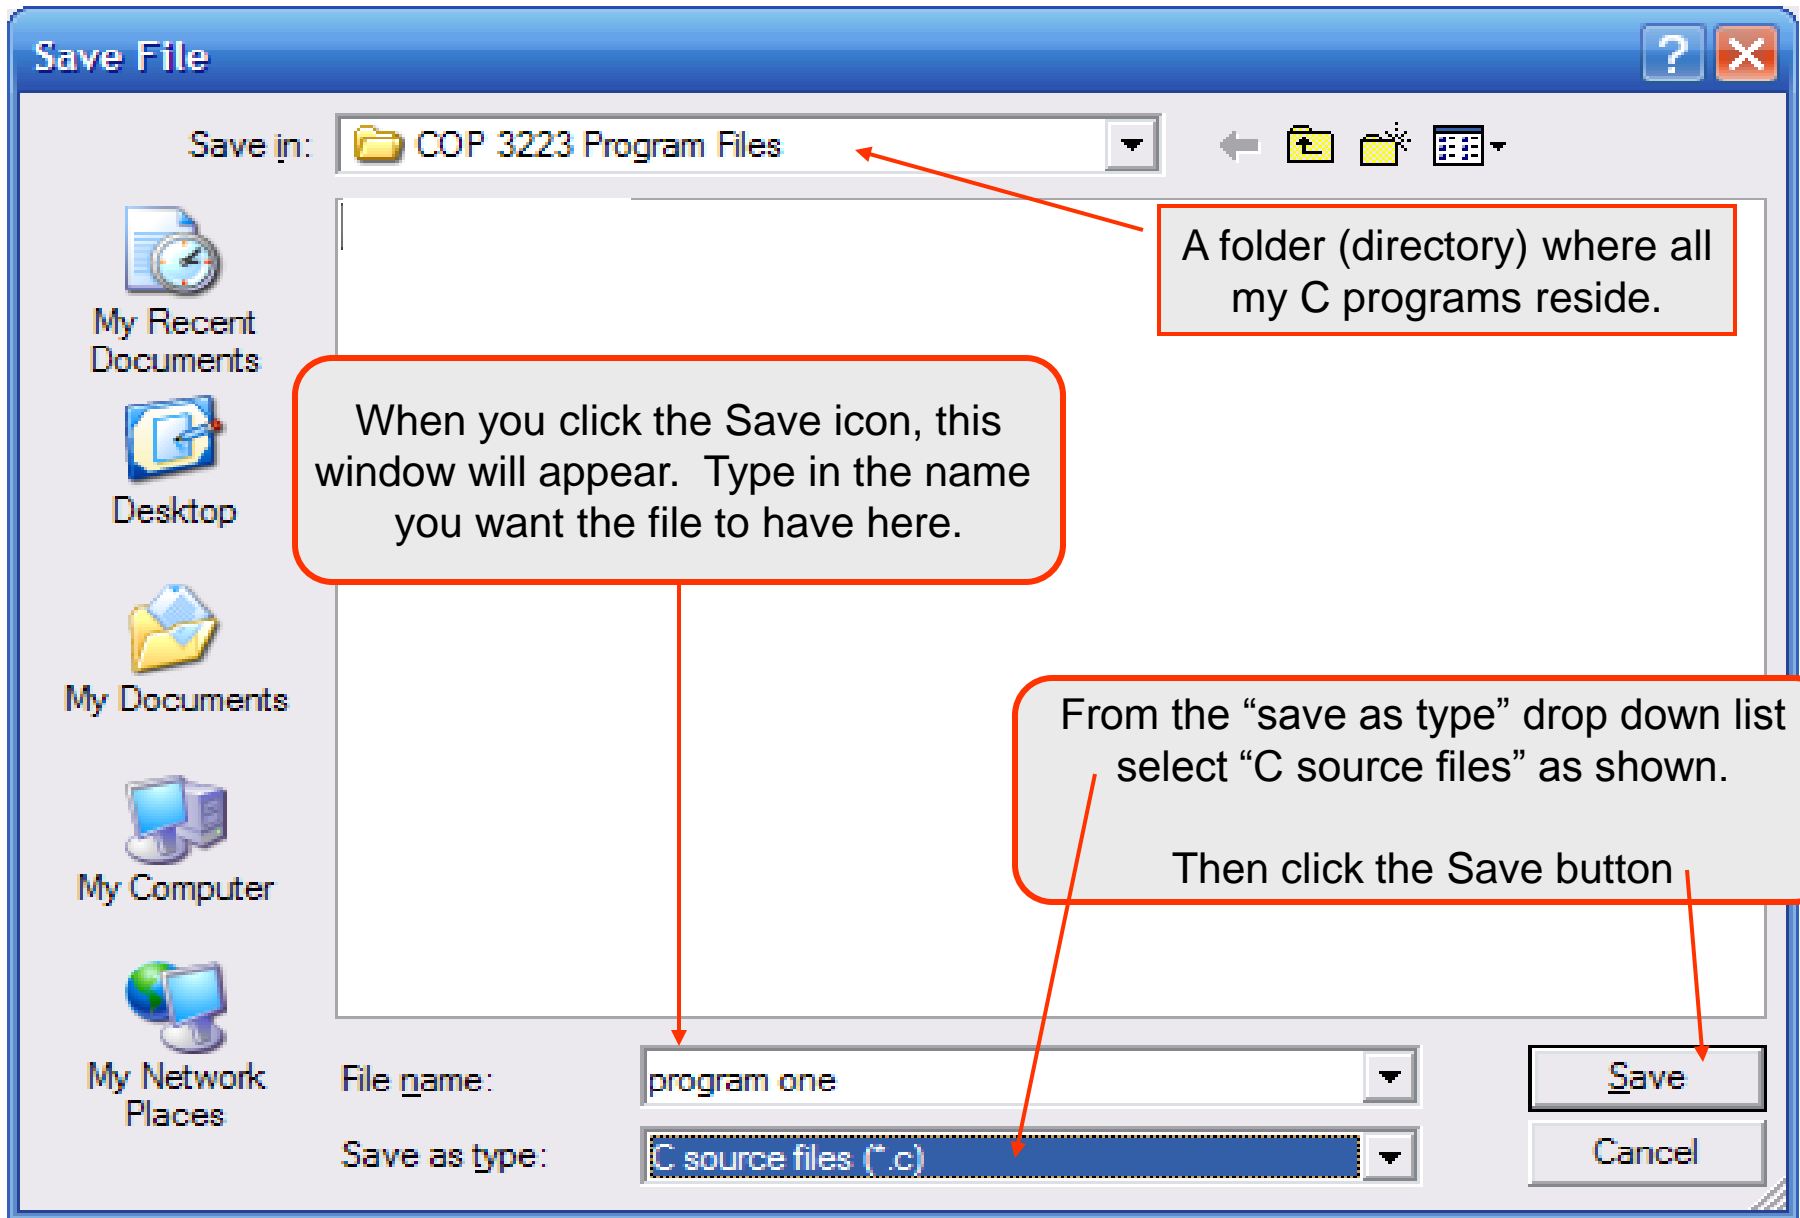 Save File
Save in:
COP 3223 Program Files
A folder (directory) where all
my C programs reside.
My Recent
Documents
When you click the Save icon, this
window will appear.  Type in the name
you want the file to have here.
Desktop
My Documents
From the “save as type” drop down list
select “C source files” as shown.
Then click the Save button
My Computer
My Network
Places
File name:
program one
Save
Save as type:
C source files (*.c)
Cancel